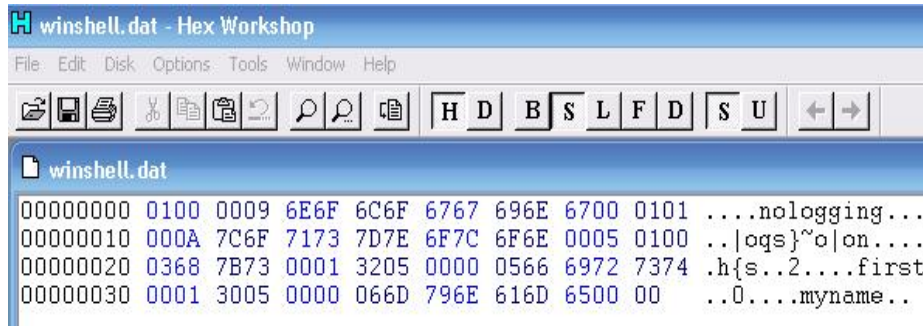 winshell.dat - Hex Workshop
File Edit Disk Options Tools Window Help
H D B S L F D S U
winshell.dat
00000000 0100 0009 6E6F 6C6F 6767 696E 6700 0101 ....nologging...
00000010 000A 7C6F 7173 7D7E 6F7C 6F6E 0005 0100 ..|oqs}~o|on....
00000020 0368 7B73 0001 3205 0000 0566 6972 7374 .h{s..2....first
00000030 0001 3005 0000 066D 796E 616D 6500 00 ..0....myname..